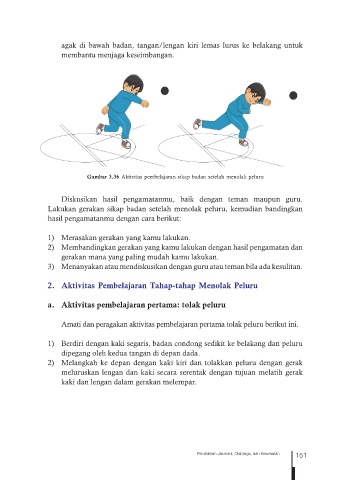 agak di bawah badan, tangan/lengan kiri lemas lurus ke belakang untuk
membantu menjaga keseimbangan.
Gambar 3.36 Aktivitas pembelajaran sikap badan setelah menolak peluru
Diskusikan hasil pengamatanmu, baik dengan teman maupun guru.
Lakukan gerakan sikap badan setelah menolak peluru, kemudian bandingkan
hasil pengamatanmu dengan cara berikut:
1) Merasakan gerakan yang kamu lakukan.
2) Membandingkan gerakan yang kamu lakukan dengan hasil pengamatan dan
gerakan mana yang paling mudah kamu lakukan.
3) Menanyakan atau mendiskusikan dengan guru atau teman bila ada kesulitan.
2. Aktivitas Pembelajaran Tahap-tahap Menolak Peluru
a. Aktivitas pembelajaran pertama: tolak peluru
Amati dan peragakan aktivitas pembelajaran pertama tolak peluru berikut ini.
1) Berdiri dengan kaki segaris, badan condong sedikit ke belakang dan peluru
dipegang oleh kedua tangan di depan dada.
2) Melangkah ke depan dengan kaki kiri dan tolakkan peluru dengan gerak
meluruskan lengan dan kaki secara serentak dengan tujuan melatih gerak
kaki dan lengan dalam gerakan melempar.
Pendidikan Jasmani, Olahraga, dan Kesehatan
151